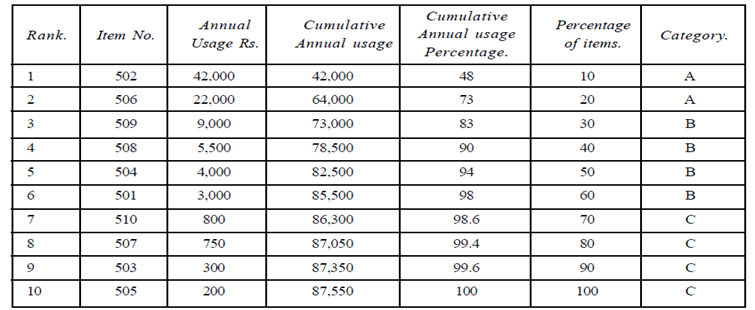 Rank. Item No. Annual Usage Rs. Cumulative Annual usage Cumulative Annual usage Percentage. Percentage of items. Category.
1 502 42,000 42,000 48 10 A
2 506 22,000 64,000 73 20 A
3 509 9,000 73,000 83 30 B
4 508 5,500 78,500 90 40 B
5 504 4,000 82,500 94 50 B
6 501 3,000 85,500 98 60 B
7 510 800 86,300 98.6 70 C
8 507 750 87,050 99.4 80 C
9 503 300 87,350 99.6 90 C
10 505 200 87,550 100 100 C